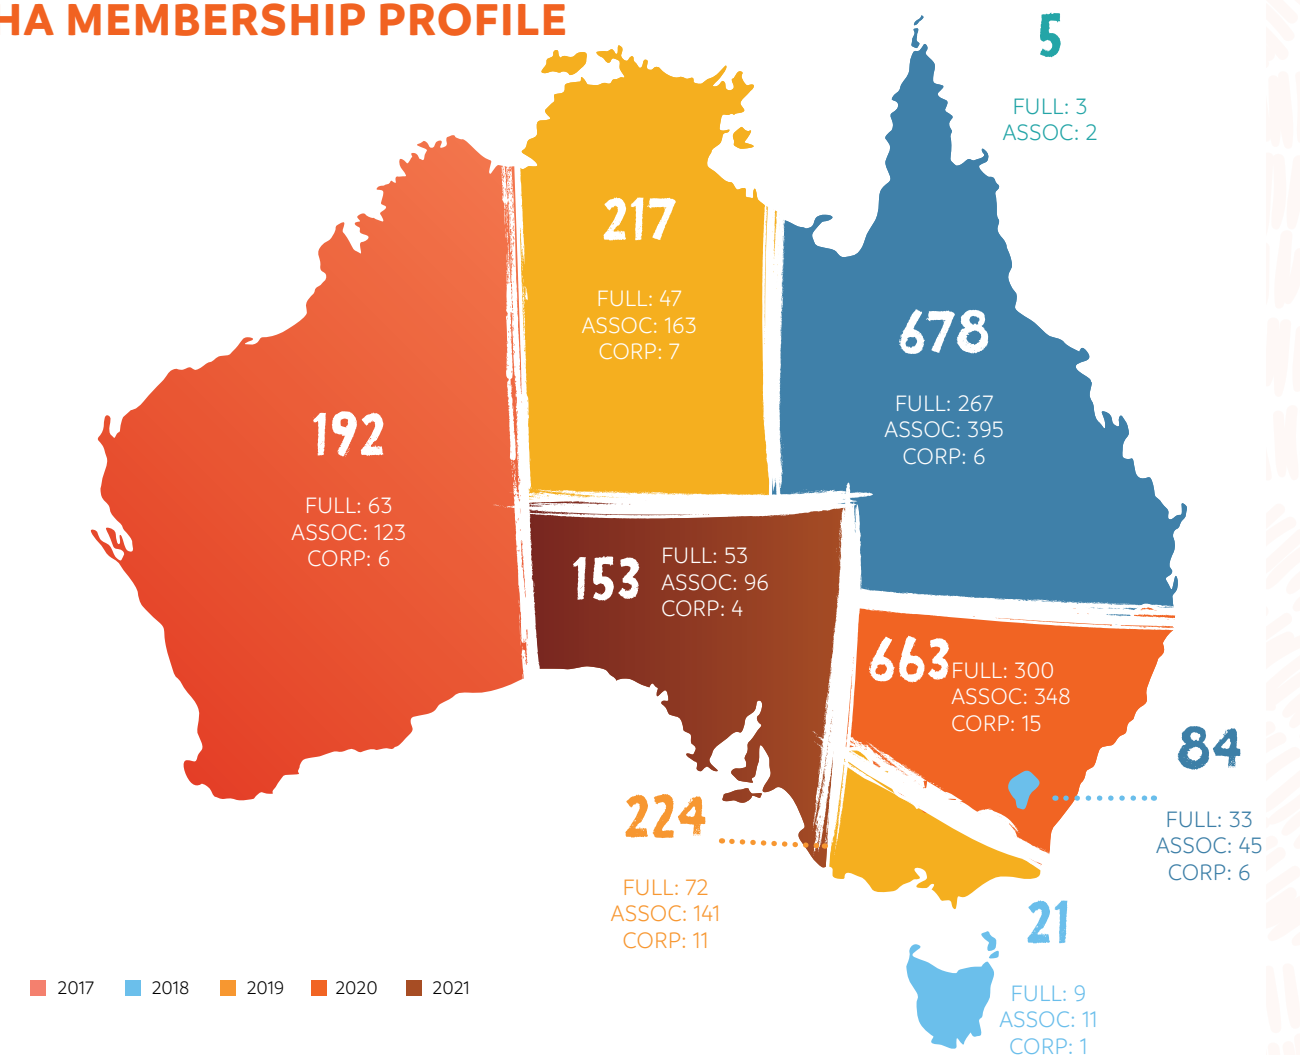 HA MEMBERSHIP PROFILE
5
FULL: 3
ASSOC: 2
217
FULL: 47
ASSOC: 163
CORP: 7
678
FULL: 267
ASSOC: 395
CORP: 6
192
FULL: 63
ASSOC: 123
CORP: 6
153
FULL: 53
ASSOC: 96
CORP: 4
663
FULL: 300
ASSOC: 348
CORP: 15
84
FULL: 33
ASSOC: 45
CORP: 6
224
FULL: 72
ASSOC: 141
CORP: 11
21
FULL: 9
ASSOC: 11
CORP: 1
2017 2018 2019 2020 2021